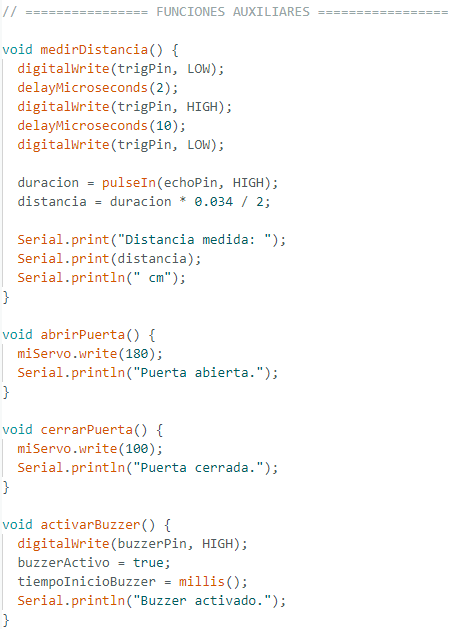 // ================ FUNCIONES AUXILIARES =================
void medirDistancia() {
digitalWrite(trigPin, LOW);
delayMicroseconds(2);
digitalWrite(trigPin, HIGH);
delayMicroseconds(10);
digitalWrite(trigPin, LOW);
duracion = pulseIn(echoPin, HIGH);
distancia = duracion * 0.034 / 2;
Serial.print("Distancia medida: ");
Serial.print(distancia);
Serial.println(" cm");
}
void abrirPuerta() {
miServo.write(180);
Serial.println("Puerta abierta.");
}
void cerrarPuerta() {
miServo.write(100);
Serial.println("Puerta cerrada.");
}
void activarBuzzer() {
digitalWrite(buzzerPin, HIGH);
buzzerActivo = true;
tiempoInicioBuzzer = millis();
Serial.println("Buzzer activado.");
}